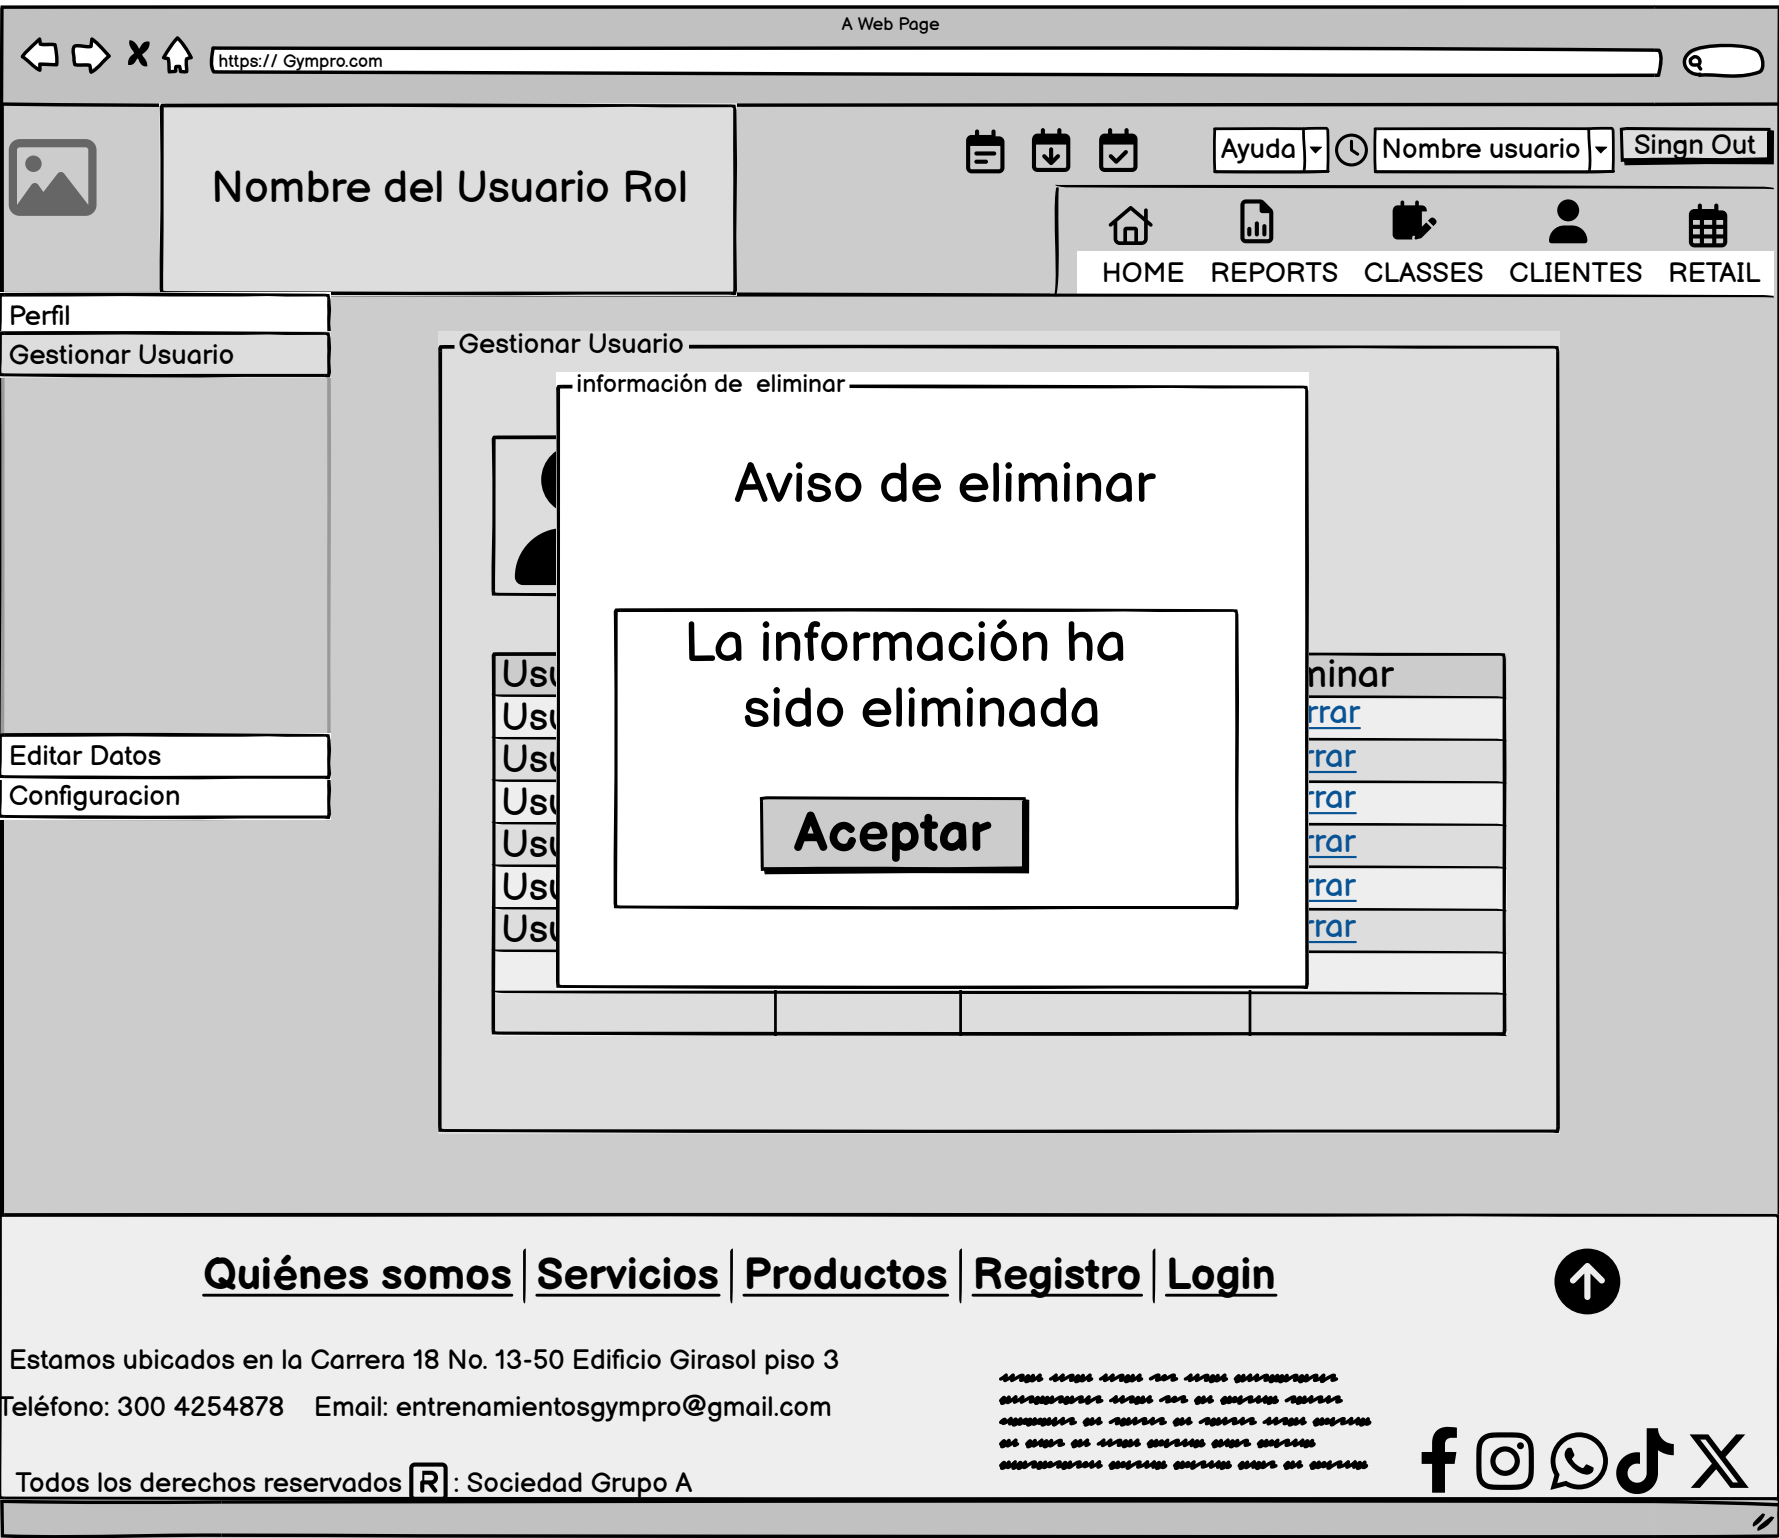 A Web Page
https:// Gympro.com
Nombre del Usuario Rol
Ayuda
Nombre usuario
Singn Out
HOME REPORTS CLASSES CLIENTES RETAIL
Perfil
Gestionar Usuario
Editar Datos
Configuracion
Gestionar Usuario
información de eliminar
Aviso de eliminar
La información ha
sido eliminada
Aceptar
Quiénes somos Servicios Productos Registro Login
Estamos ubicados en la Carrera 18 No. 13-50 Edificio Girasol piso 3
Teléfono: 300 4254878 Email: entrenamientosgympro@gmail.com
Todos los derechos reservados R : Sociedad Grupo A